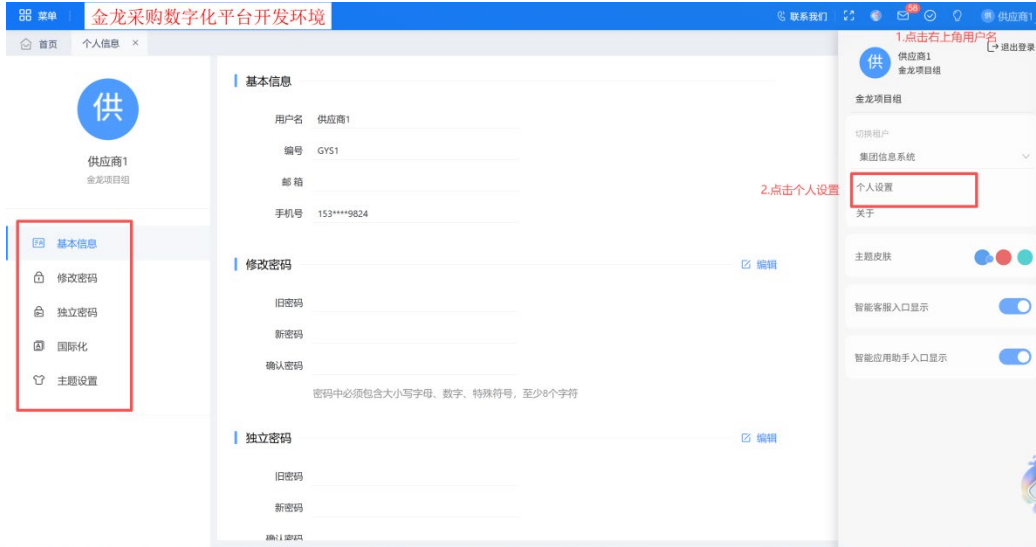 菜单
金龙采购数字化平台开发环境
联系我们
58
供 供应商1
首页
个人信息 ×
1.点击右上角用户名
供
供应商1
金龙项目组
退出登录
金龙项目组
切换租户
集团信息系统
2.点击个人设置
个人设置
关于
主题皮肤
智能客服入口显示
智能应用助手入口显示
供
供应商1
金龙项目组
基本信息
修改密码
独立密码
国际化
主题设置
基本信息
用户名 供应商1
编号 GYS1
邮箱
手机号 153****9824
修改密码
编辑
旧密码
新密码
确认密码
密码中必须包含大小写字母、数字、特殊符号，至少8个字符
独立密码
编辑
旧密码
新密码
确认密码